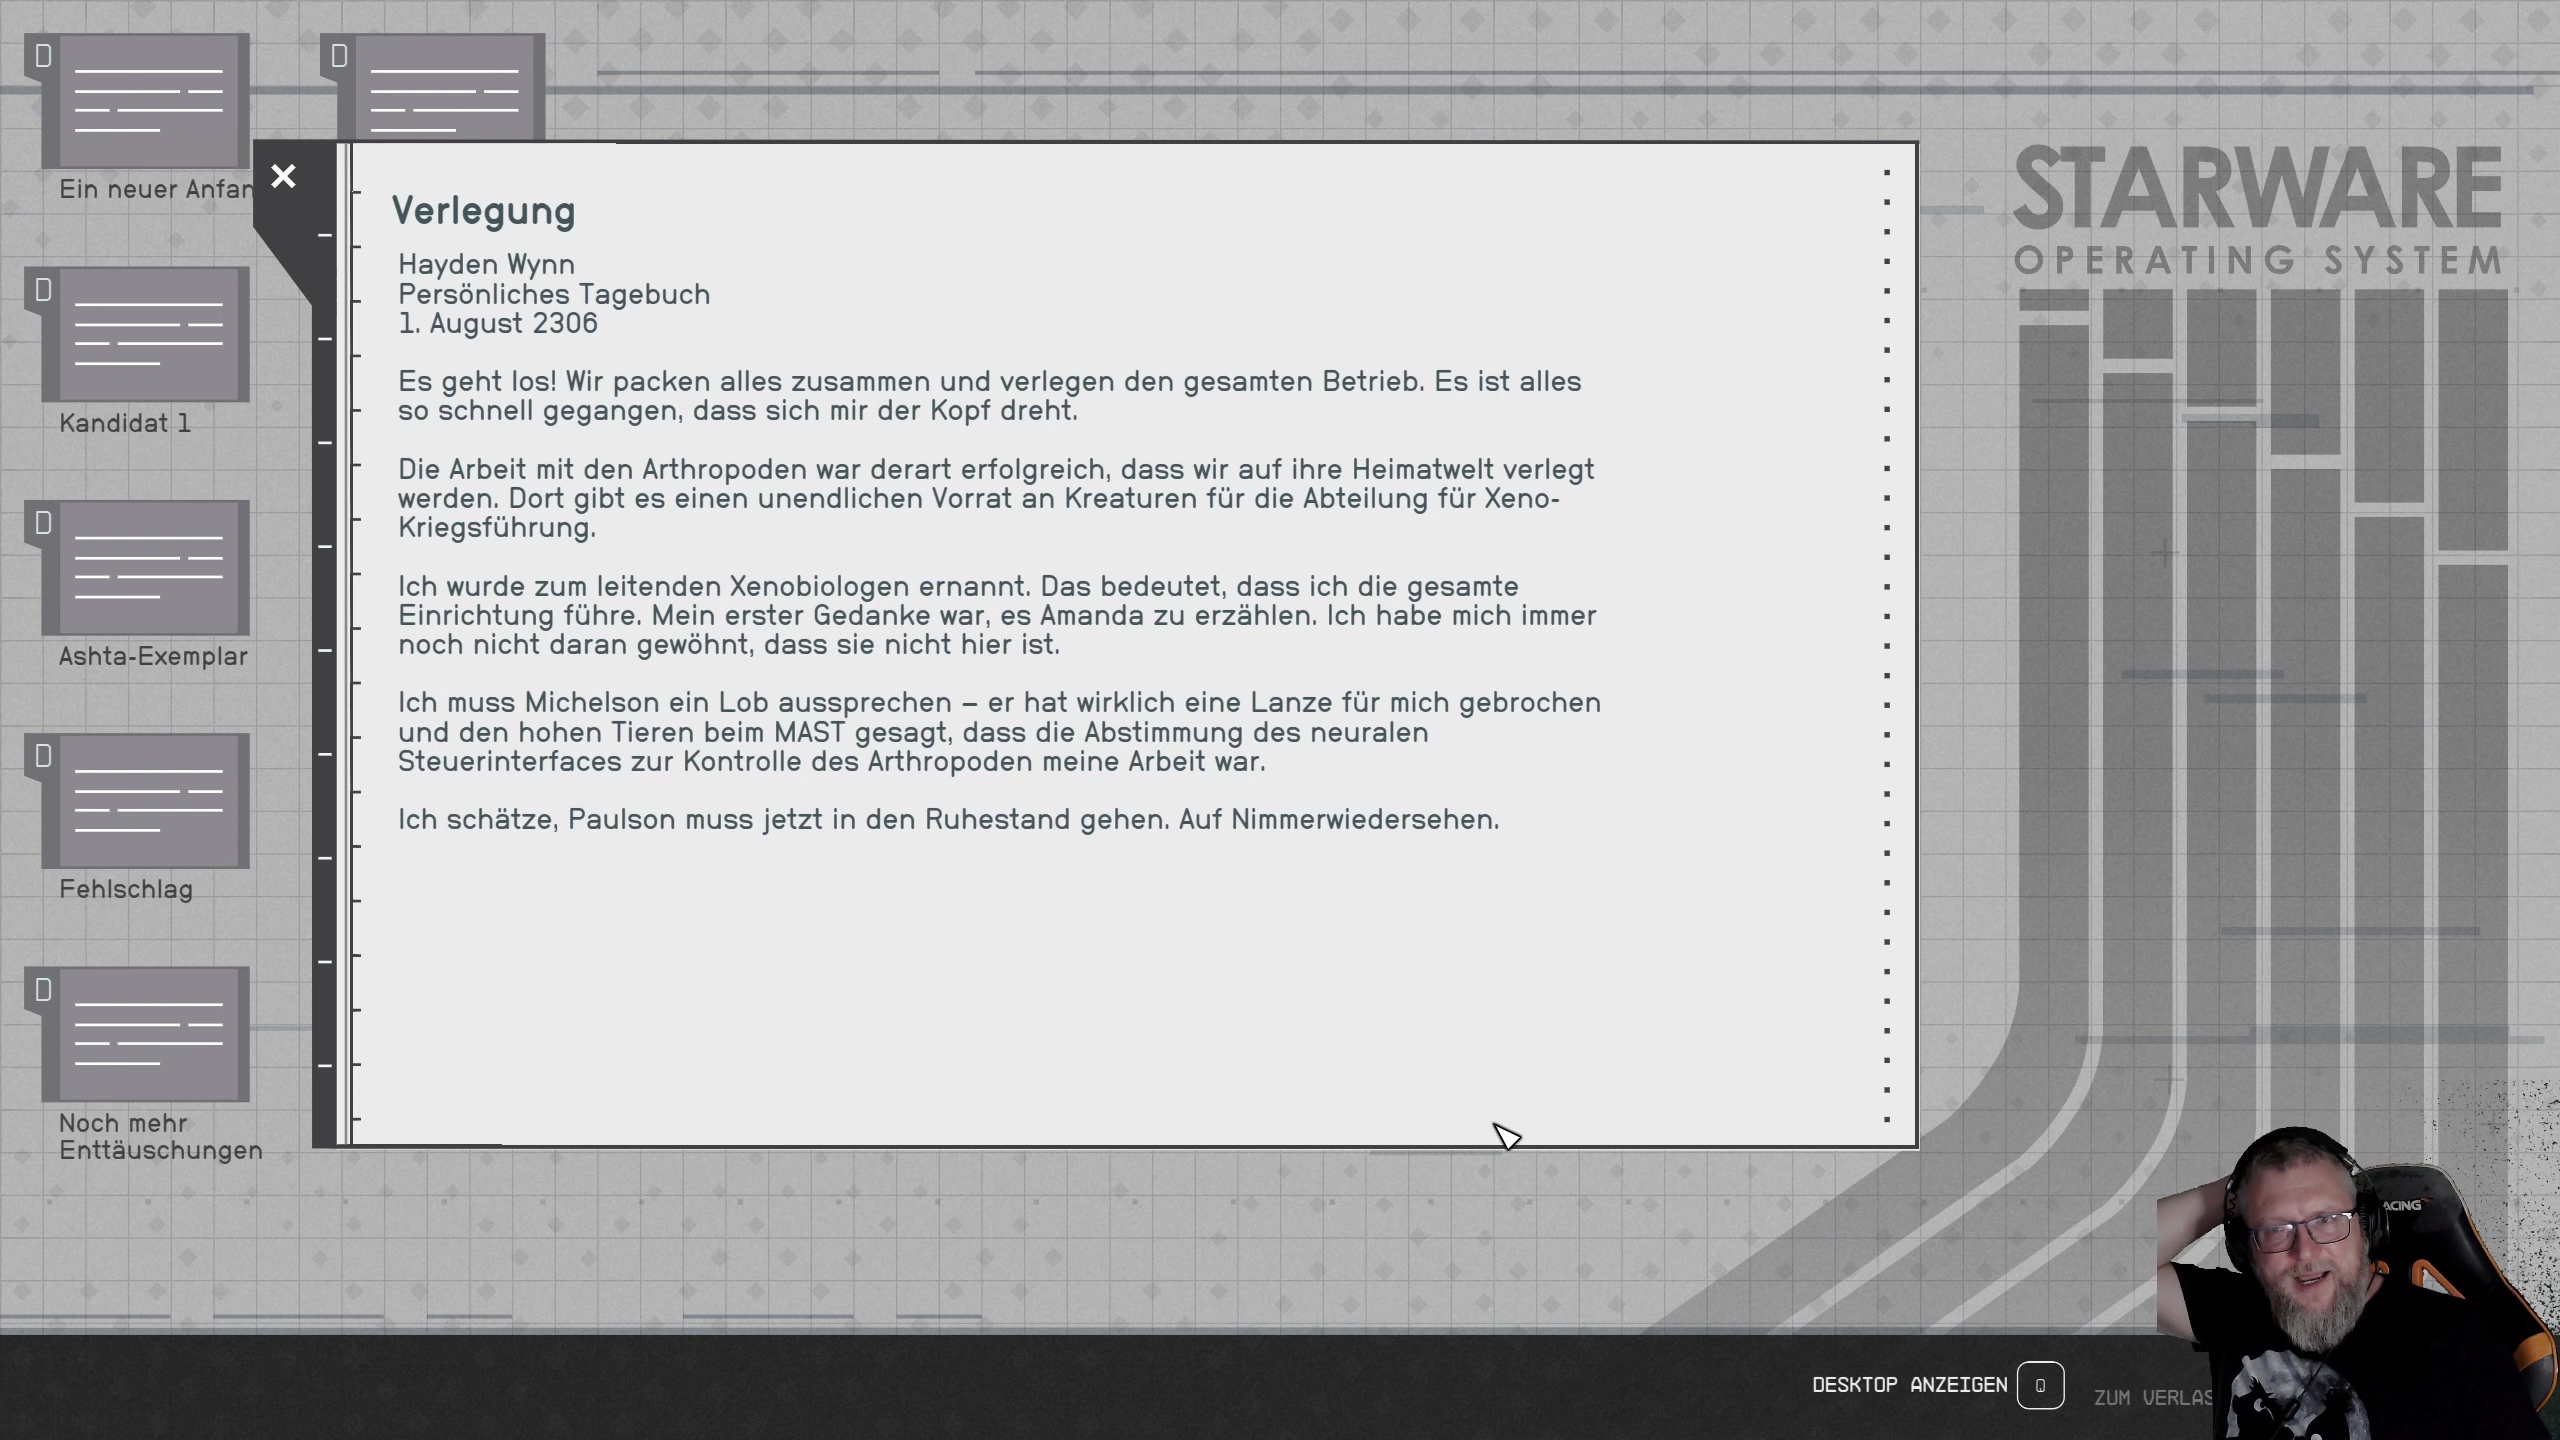 D
D
Ein neuer Anfan
D
Kandidat 1
D
Ashta-Exemplar
D
Fehlschlag
D
Noch mehr
Enttäuschungen
Verlegung
Hayden Wynn
Persönliches Tagebuch
1. August 2306
Es geht los! Wir packen alles zusammen und verlegen den gesamten Betrieb. Es ist alles
so schnell gegangen, dass sich mir der Kopf dreht.
Die Arbeit mit den Arthropoden war derart erfolgreich, dass wir auf ihre Heimatwelt verlegt
werden. Dort gibt es einen unendlichen Vorrat an Kreaturen für die Abteilung für Xeno-
Kriegsführung.
Ich wurde zum leitenden Xenobiologen ernannt. Das bedeutet, dass ich die gesamte
Einrichtung führe. Mein erster Gedanke war, es Amanda zu erzählen. Ich habe mich immer
noch nicht daran gewöhnt, dass sie nicht hier ist.
Ich muss Michelson ein Lob aussprechen – er hat wirklich eine Lanze für mich gebrochen
und den hohen Tieren beim MAST gesagt, dass die Abstimmung des neuralen
Steuerinterfaces zur Kontrolle des Arthropoden meine Arbeit war.
Ich schätze, Paulson muss jetzt in den Ruhestand gehen. Auf Nimmerwiedersehen.
STARWARE
OPERATING SYSTEM
ACING
DESKTOP ANZEIGEN
ZUM VERLAS